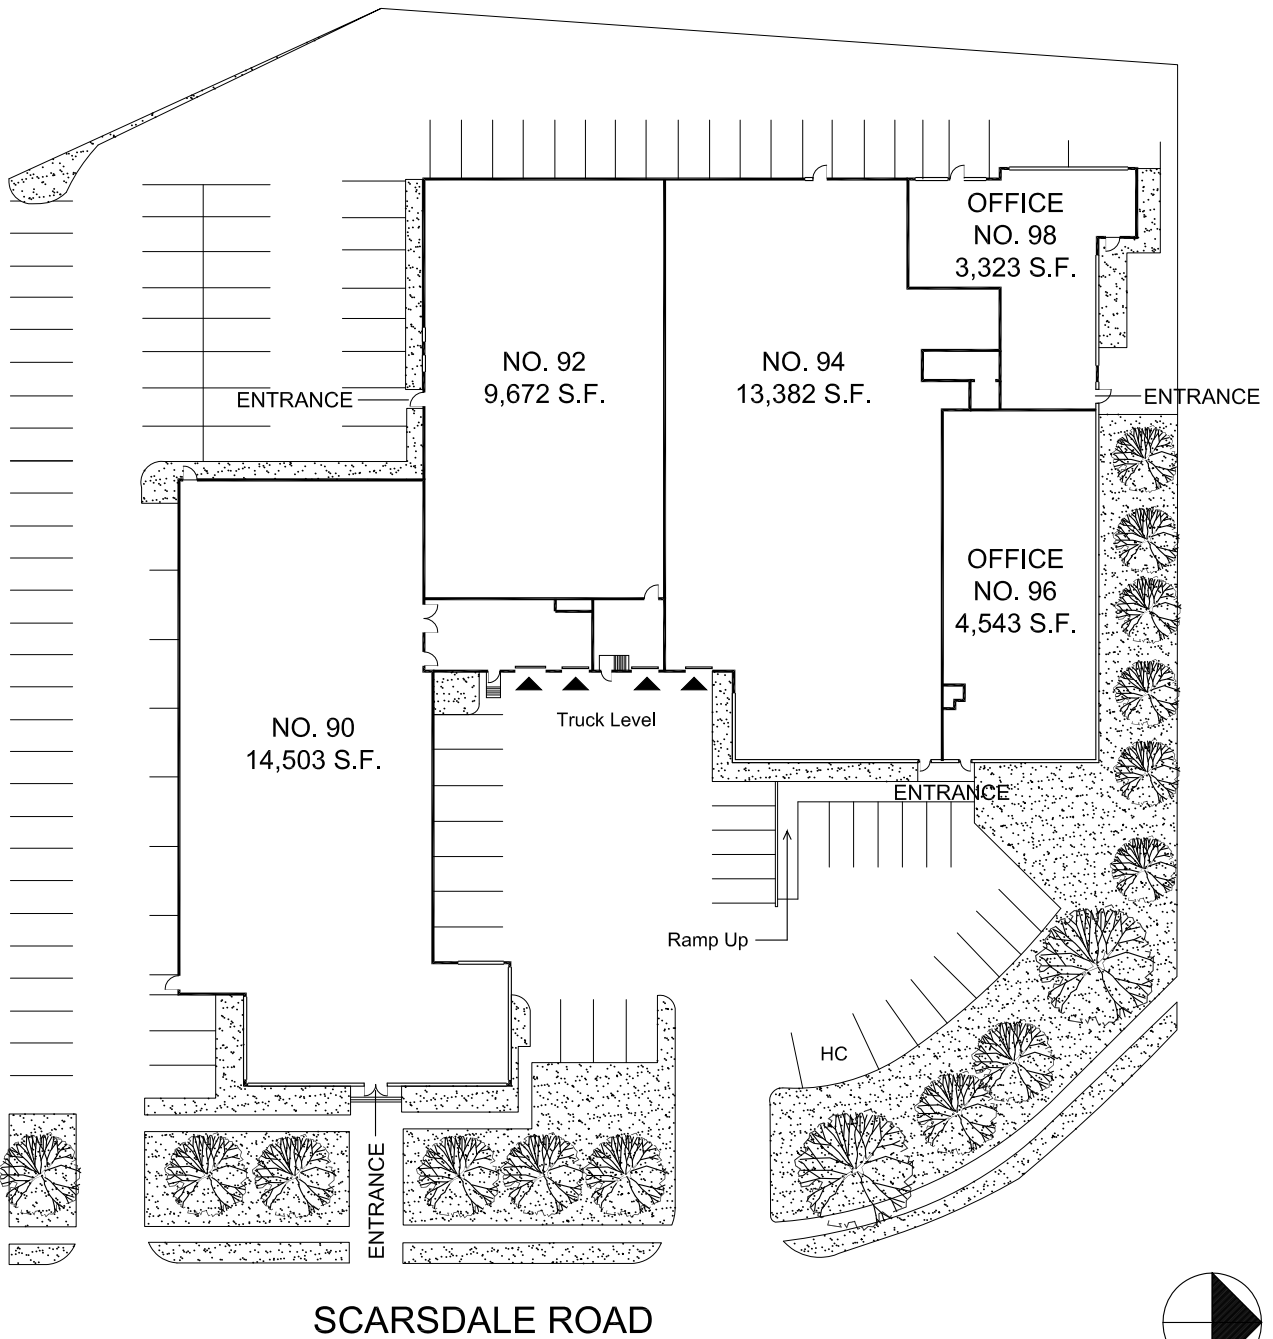 OFFICE
NO. 98
3,323 S.F.
NO. 92
9,672 S.F.
NO. 94
13,382 S.F.
ENTRANCE
ENTRANCE
OFFICE
NO. 96
4,543 S.F.
NO. 90
14,503 S.F.
Truck Level
ENTRANCE
Ramp Up
HC
ENTRANCE
SCARSDALE ROAD